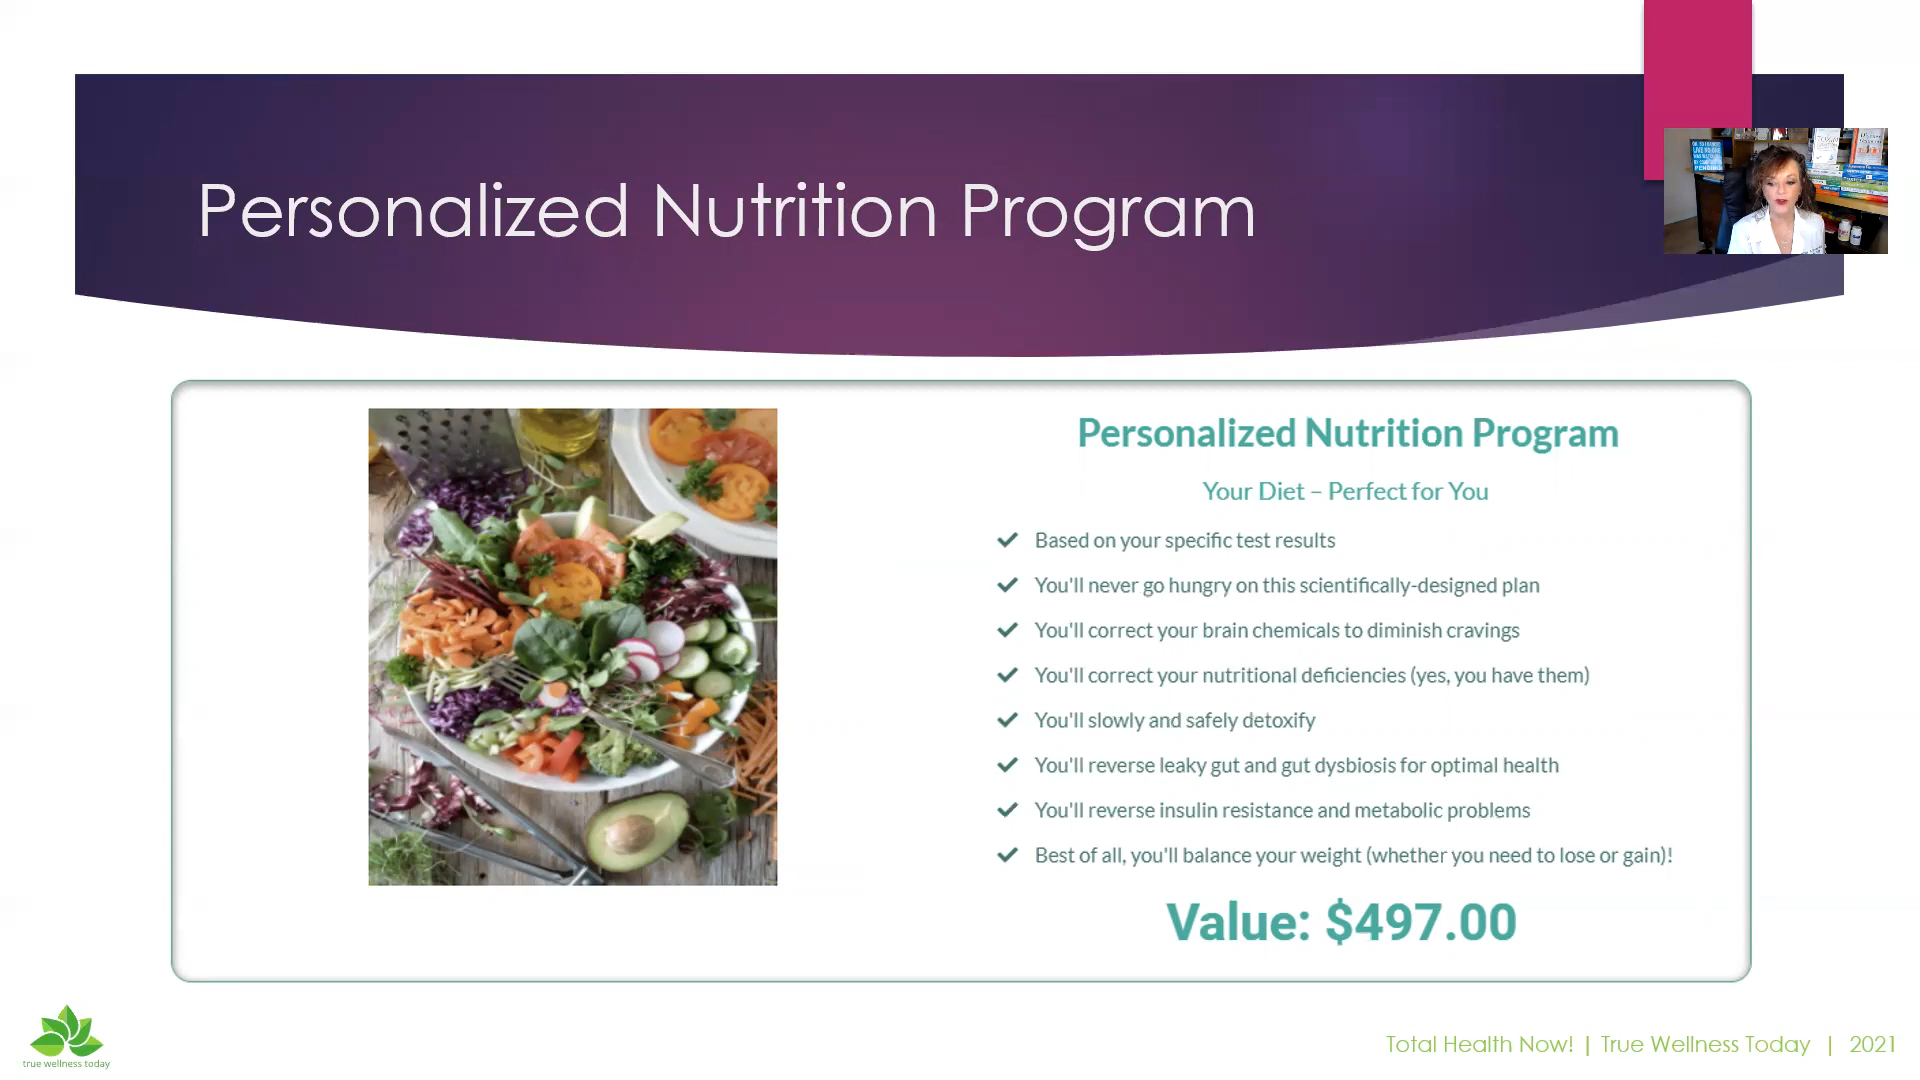 Personalized Nutrition Program
Personalized Nutrition Program
Your Diet – Perfect for You
Based on your specific test results
You'll never go hungry on this scientifically-designed plan
You'll correct your brain chemicals to diminish cravings
You'll correct your nutritional deficiencies (yes, you have them)
You'll slowly and safely detoxify
You'll reverse leaky gut and gut dysbiosis for optimal health
You'll reverse insulin resistance and metabolic problems
Best of all, you'll balance your weight (whether you need to lose or gain)!
Value: $497.00
true wellness today
Total Health Now! | True Wellness Today | 2021